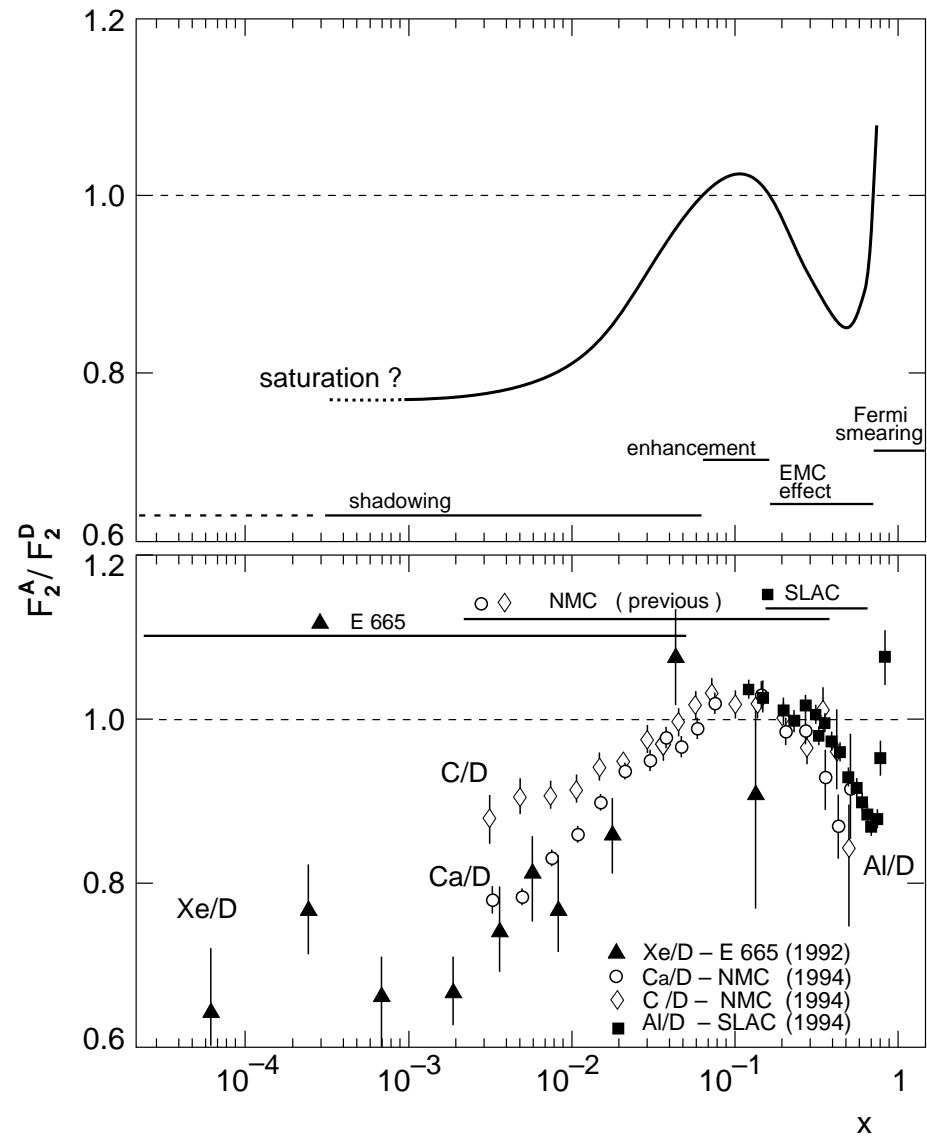 1.2
1.0
0.8
0.6
saturation ?
shadowing
enhancement
EMC
effect
Fermi
smearing
F₂ᴬ/ F₂ᴰ
1.2
1.0
0.8
0.6
▲ E 665
○ ◇ NMC ( previous )
■ SLAC
C/D
Ca/D
Xe/D
Al/D
▲ Xe/D – E 665 (1992)
○ Ca/D – NMC (1994)
◇ C /D – NMC (1994)
■ Al/D – SLAC (1994)
10⁻⁴ 10⁻³ 10⁻² 10⁻¹ 1
x